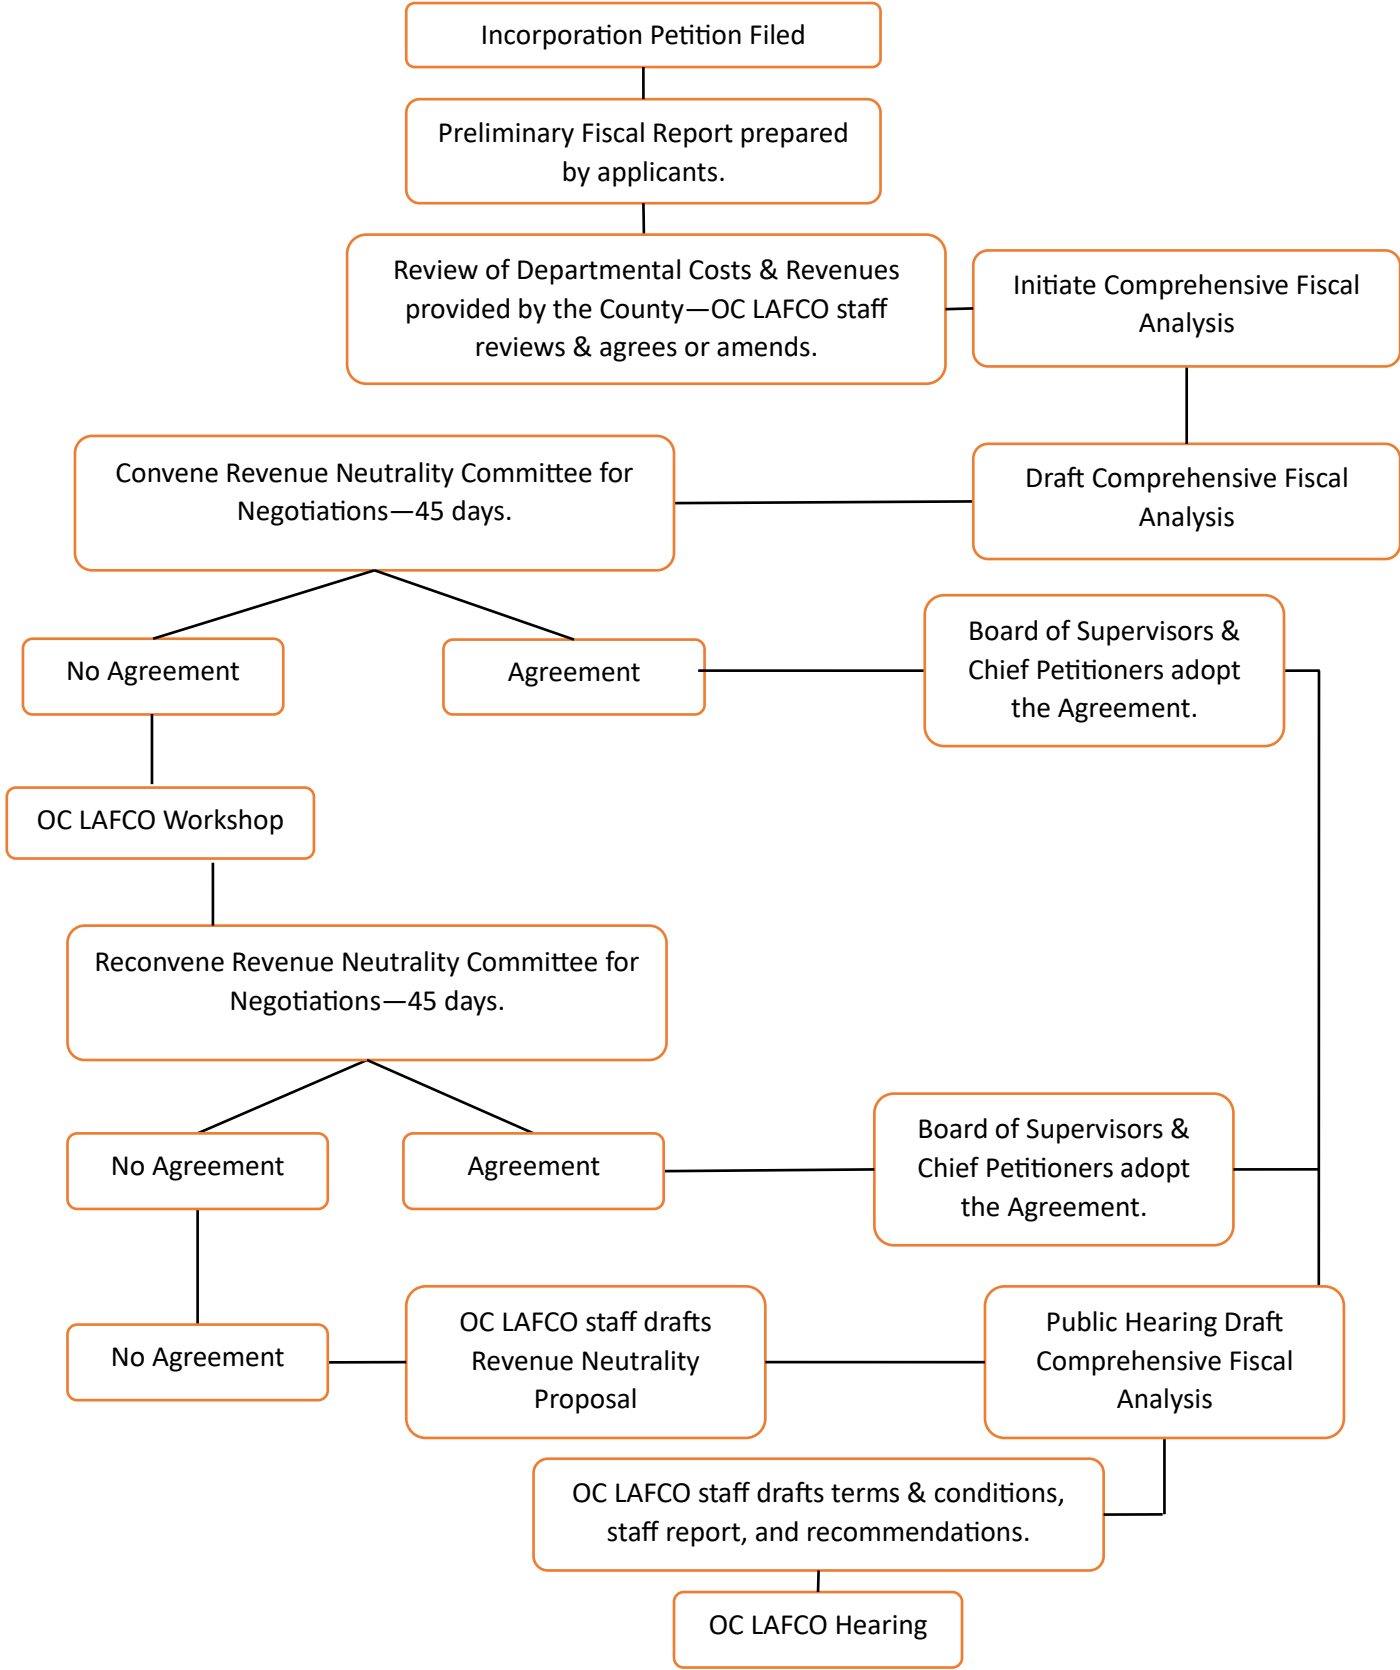 Incorporation Petition Filed
Preliminary Fiscal Report prepared
by applicants.
Review of Departmental Costs & Revenues
provided by the County—OC LAFCO staff
reviews & agrees or amends.
Initiate Comprehensive Fiscal
Analysis
Convene Revenue Neutrality Committee for
Negotiations—45 days.
Draft Comprehensive Fiscal
Analysis
No Agreement
Agreement
Board of Supervisors &
Chief Petitioners adopt
the Agreement.
OC LAFCO Workshop
Reconvene Revenue Neutrality Committee for
Negotiations—45 days.
No Agreement
Agreement
Board of Supervisors &
Chief Petitioners adopt
the Agreement.
No Agreement
OC LAFCO staff drafts
Revenue Neutrality
Proposal
Public Hearing Draft
Comprehensive Fiscal
Analysis
OC LAFCO staff drafts terms & conditions,
staff report, and recommendations.
OC LAFCO Hearing